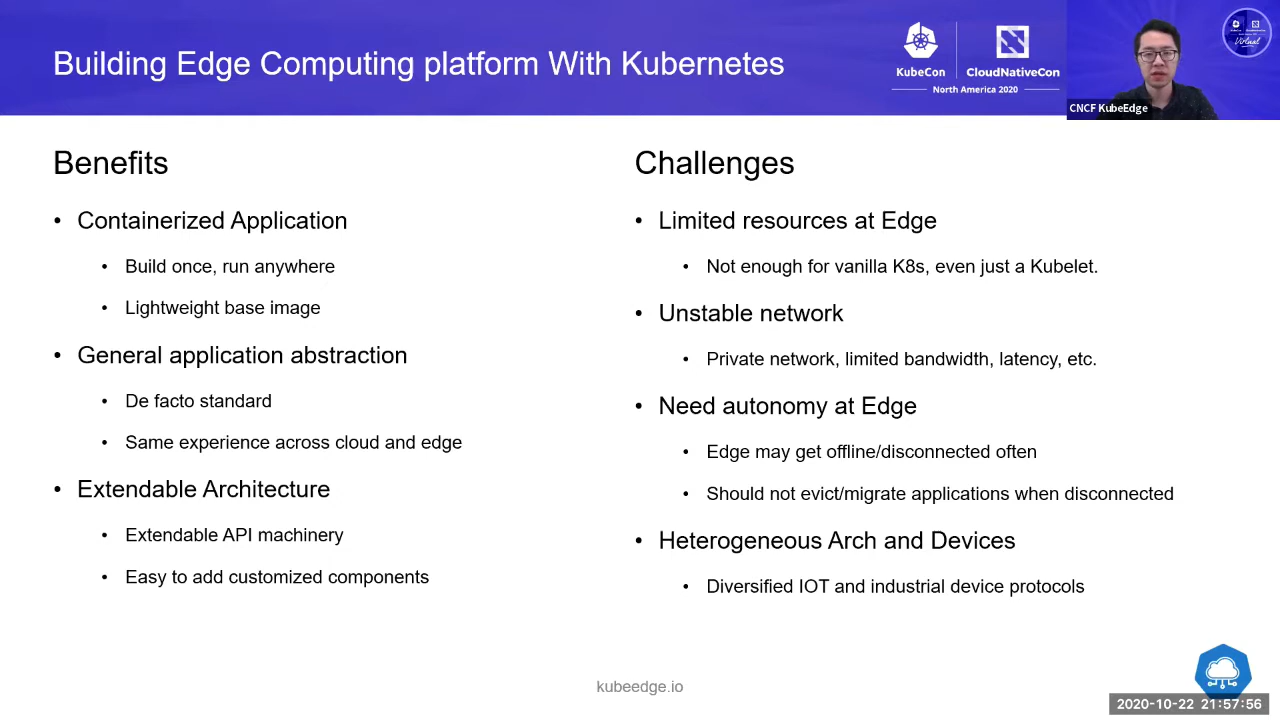 Building Edge Computing platform With Kubernetes
KubeCon
CloudNativeCon
North America 2020
Virtual
CNCF KubeEdge
Benefits
• Containerized Application
• Build once, run anywhere
• Lightweight base image
• General application abstraction
• De facto standard
• Same experience across cloud and edge
• Extendable Architecture
• Extendable API machinery
• Easy to add customized components
Challenges
• Limited resources at Edge
• Not enough for vanilla K8s, even just a Kubelet.
• Unstable network
• Private network, limited bandwidth, latency, etc.
• Need autonomy at Edge
• Edge may get offline/disconnected often
• Should not evict/migrate applications when disconnected
• Heterogeneous Arch and Devices
• Diversified IOT and industrial device protocols
kubeedge.io
2020-10-22 21:57:56